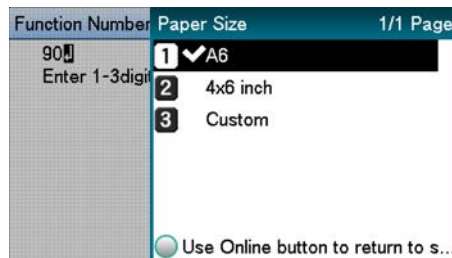 Function Number
90
Enter 1-3digit
Paper Size
1/1 Page
1 A6
2 4x6 inch
3 Custom
Use Online button to return to s...